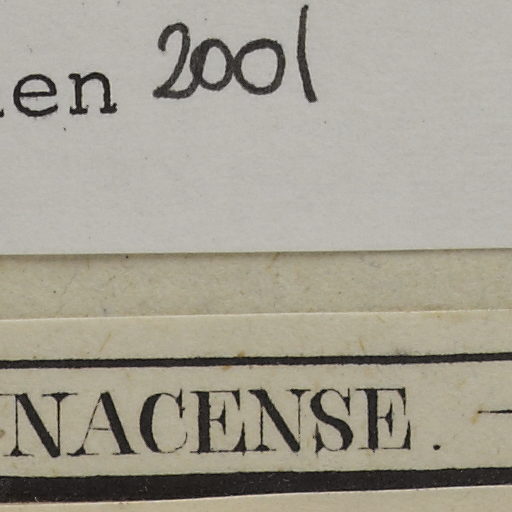 en 2001
NACENSE. –